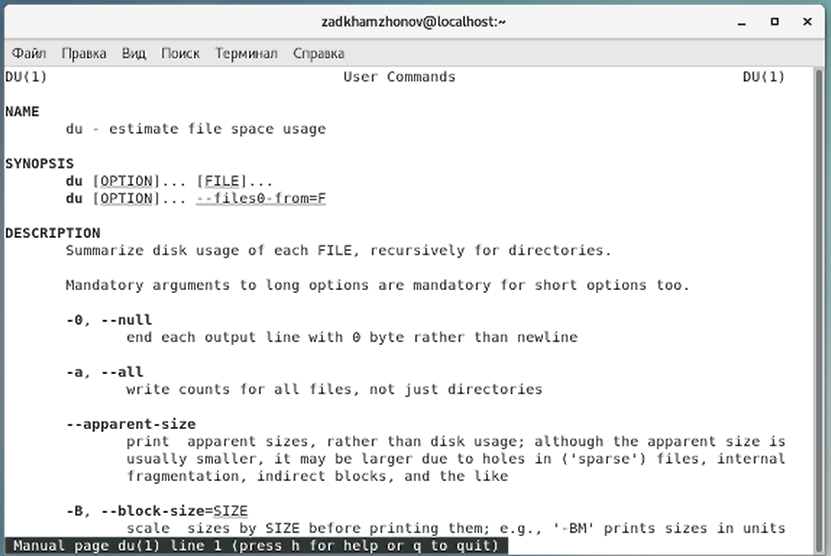 zadkhamzhonov@localhost:~
Файл Правка Вид Поиск Терминал Справка
DU(1) User Commands DU(1)
NAME
du - estimate file space usage
SYNOPSIS
du [OPTION]... [FILE]...
du [OPTION]... --files0-from=F
DESCRIPTION
Summarize disk usage of each FILE, recursively for directories.
Mandatory arguments to long options are mandatory for short options too.
-0, --null
end each output line with 0 byte rather than newline
-a, --all
write counts for all files, not just directories
--apparent-size
print apparent sizes, rather than disk usage; although the apparent size is
usually smaller, it may be larger due to holes in ('sparse') files, internal
fragmentation, indirect blocks, and the like
-B, --block-size=SIZE
scale sizes by SIZE before printing them; e.g., '-BM' prints sizes in units
Manual page du(1) line 1 (press h for help or q to quit)